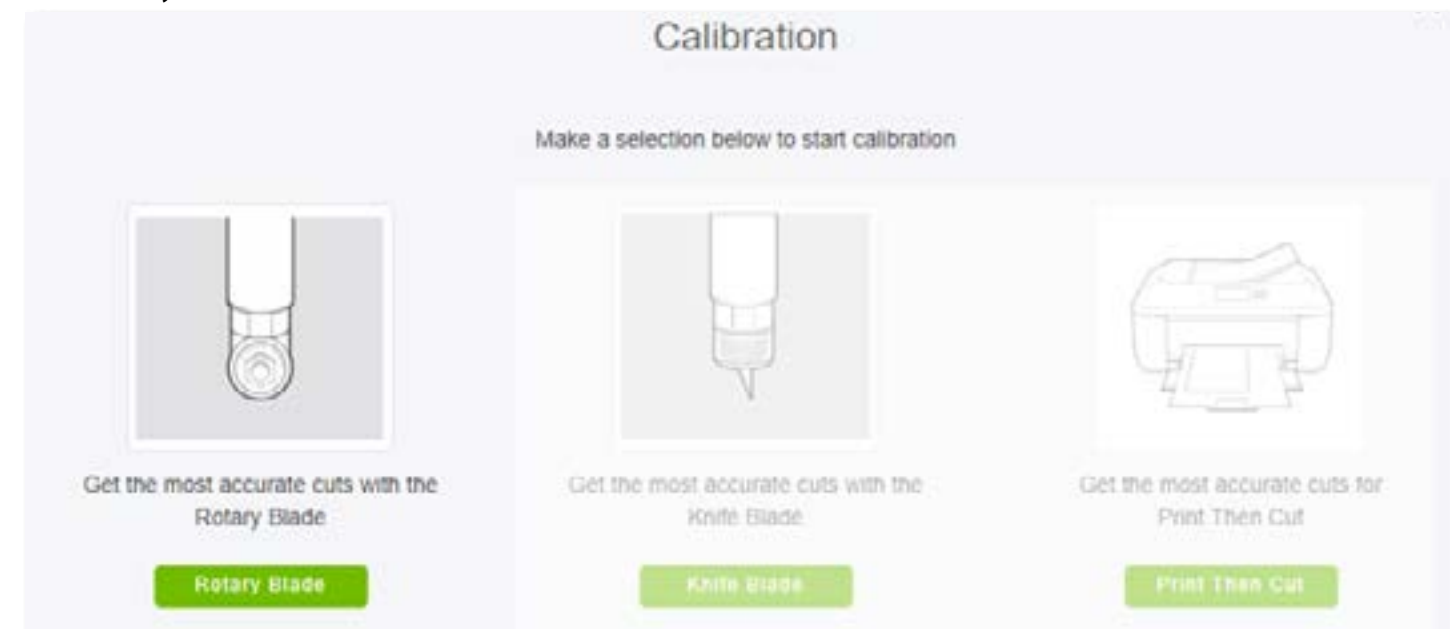 Calibration
Make a selection below to start calibration
Get the most accurate cuts with the
Rotary Blade
Rotary Blade
Get the most accurate cuts with the
Knife Blade
Knife Blade
Get the most accurate cuts for
Print Then Cut
Print Then Cut